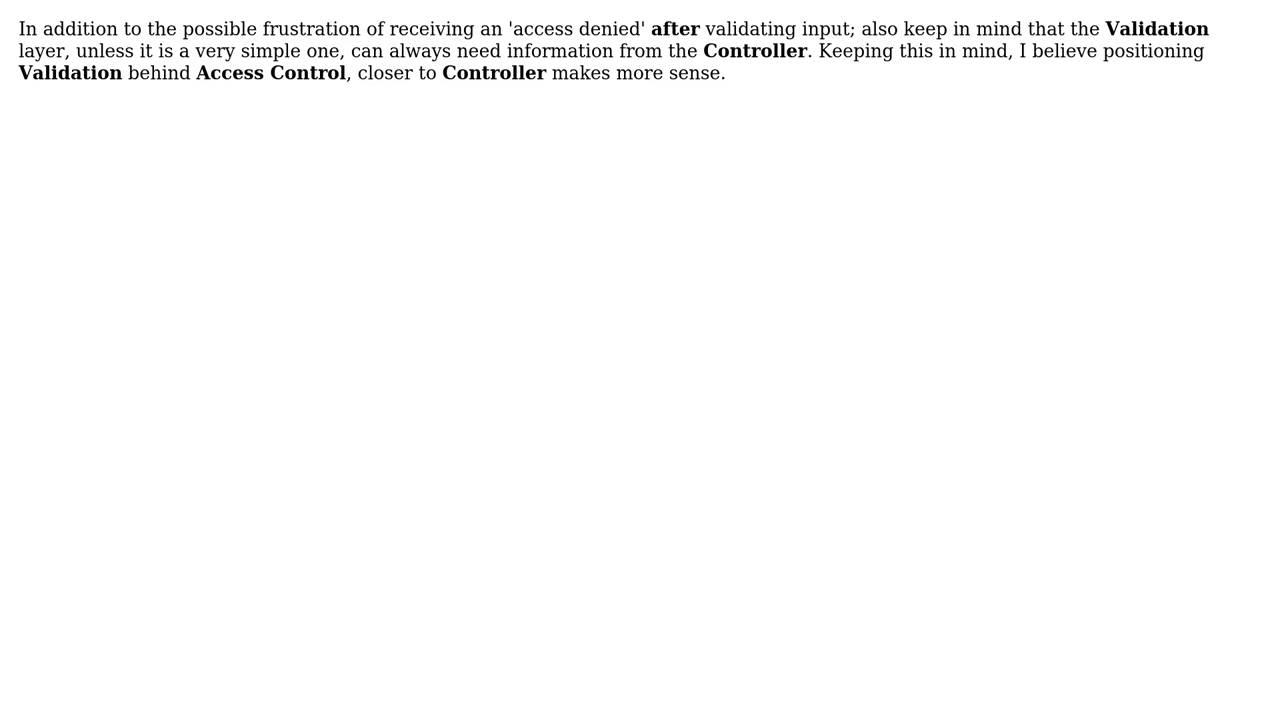 In addition to the possible frustration of receiving an 'access denied' after validating input; also keep in mind that the Validation
layer, unless it is a very simple one, can always need information from the Controller. Keeping this in mind, I believe positioning
Validation behind Access Control, closer to Controller makes more sense.